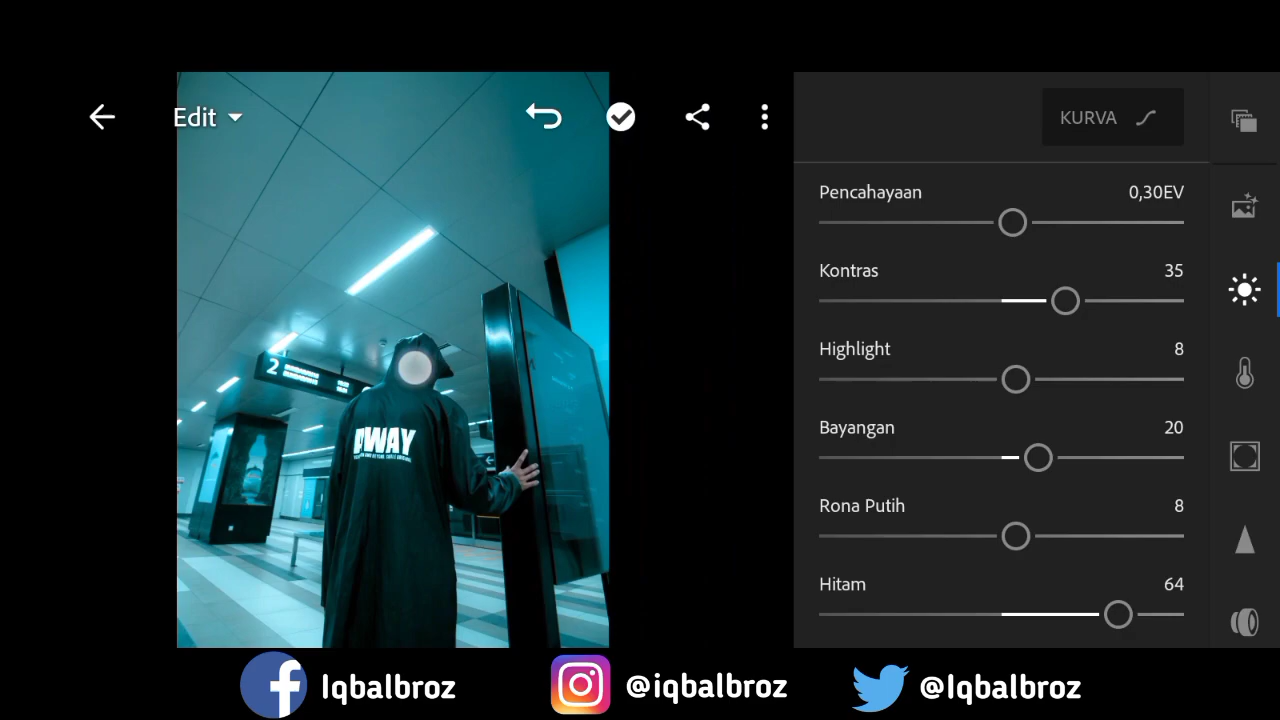 Edit
KURVA
Pencahayaan 0,30EV
Kontras 35
Highlight 8
Bayangan 20
Rona Putih 8
Hitam 64
2
AWAY
Iqbalbroz
@iqbalbroz
@Iqbalbroz